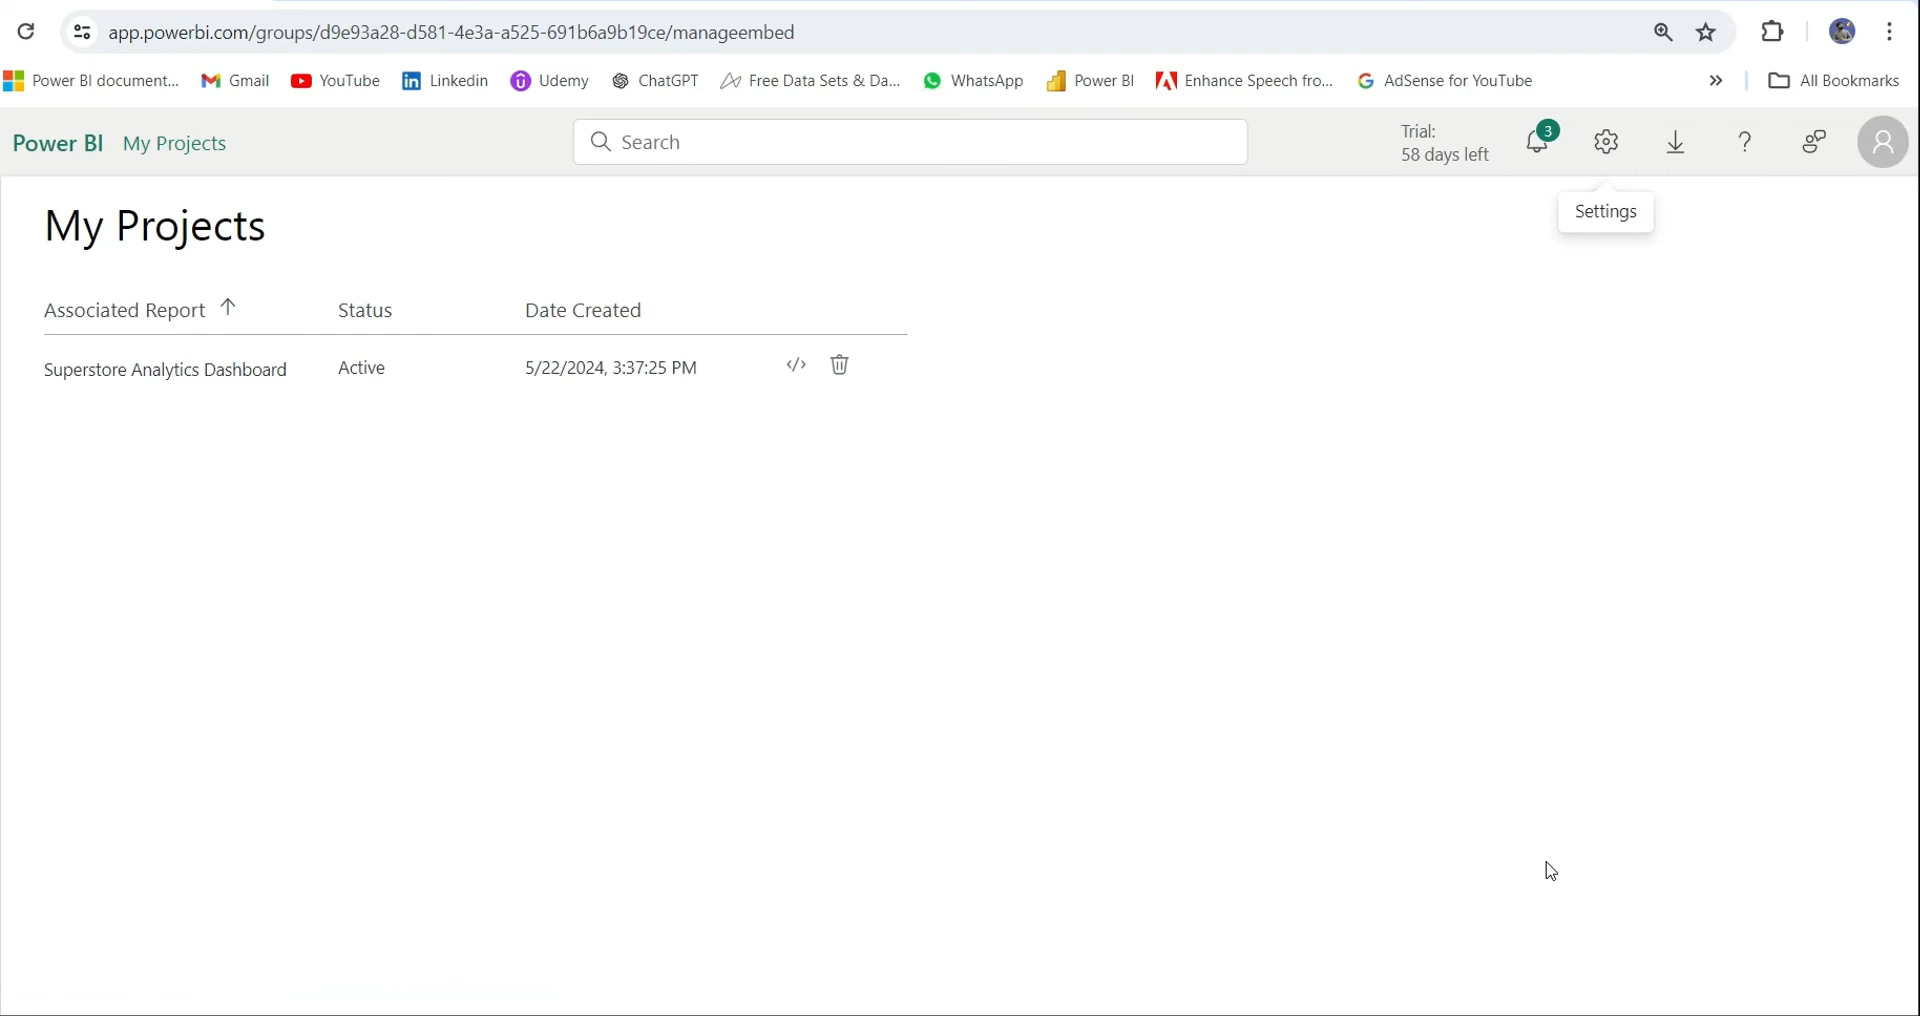 app.powerbi.com/groups/d9e93a28-d581-4e3a-a525-691b6a9b19ce/manageembed
Power BI document... Gmail YouTube Linkedin Udemy ChatGPT Free Data Sets & Da... WhatsApp Power BI Enhance Speech fro... AdSense for YouTube » All Bookmarks
Power BI My Projects Search Trial: 3 ?
58 days left
Settings
My Projects
Associated Report Status Date Created
Superstore Analytics Dashboard Active 5/22/2024, 3:37:25 PM </>